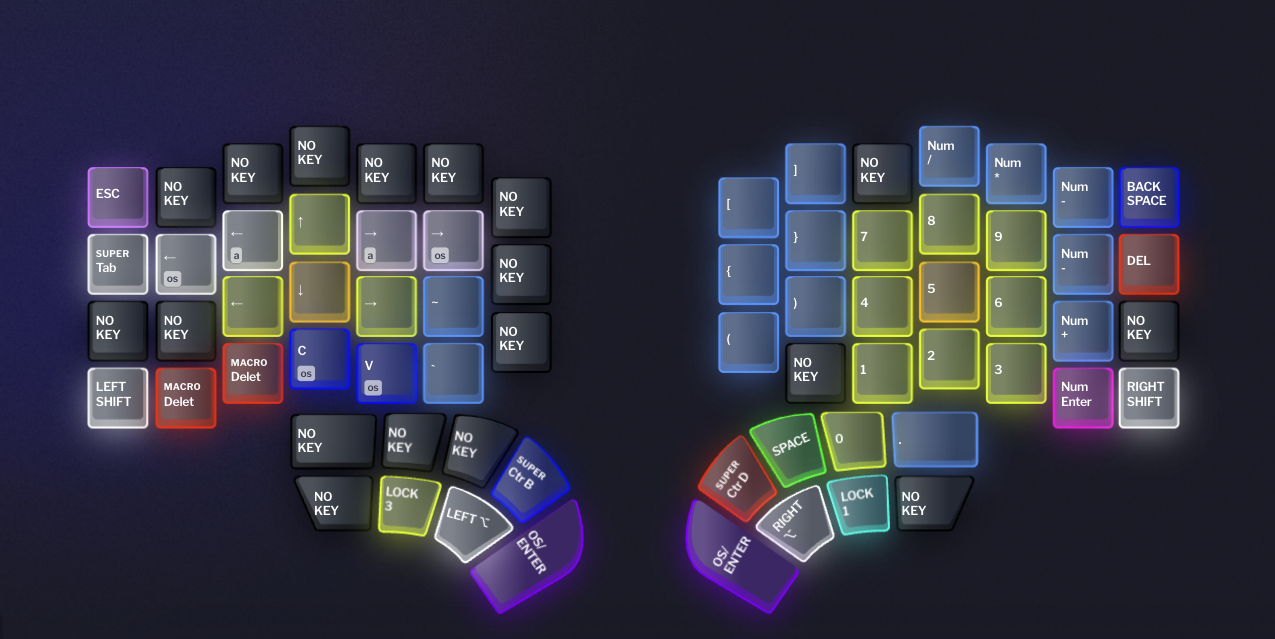 ESC
NO
KEY
NO
KEY
NO
KEY
NO
KEY
NO
KEY
NO
KEY
SUPER
Tab
←
os
←
a
↑
→
a
→
os
NO
KEY
NO
KEY
NO
KEY
←
↓
→
~
NO
KEY
LEFT
SHIFT
MACRO
Delet
MACRO
Delet
C
os
V
os
`
NO
KEY
NO
KEY
NO
KEY
SUPER
Ctr B
NO
KEY
LOCK
3
LEFT ⌥
OS/
ENTER
[
]
NO
KEY
Num
/
Num
*
Num
-
BACK
SPACE
{
}
7
8
9
Num
-
DEL
(
)
4
5
6
Num
+
NO
KEY
NO
KEY
1
2
3
Num
Enter
RIGHT
SHIFT
SUPER
Ctr D
SPACE
0
.
OS/
ENTER
RIGHT
⌥
LOCK
1
NO
KEY